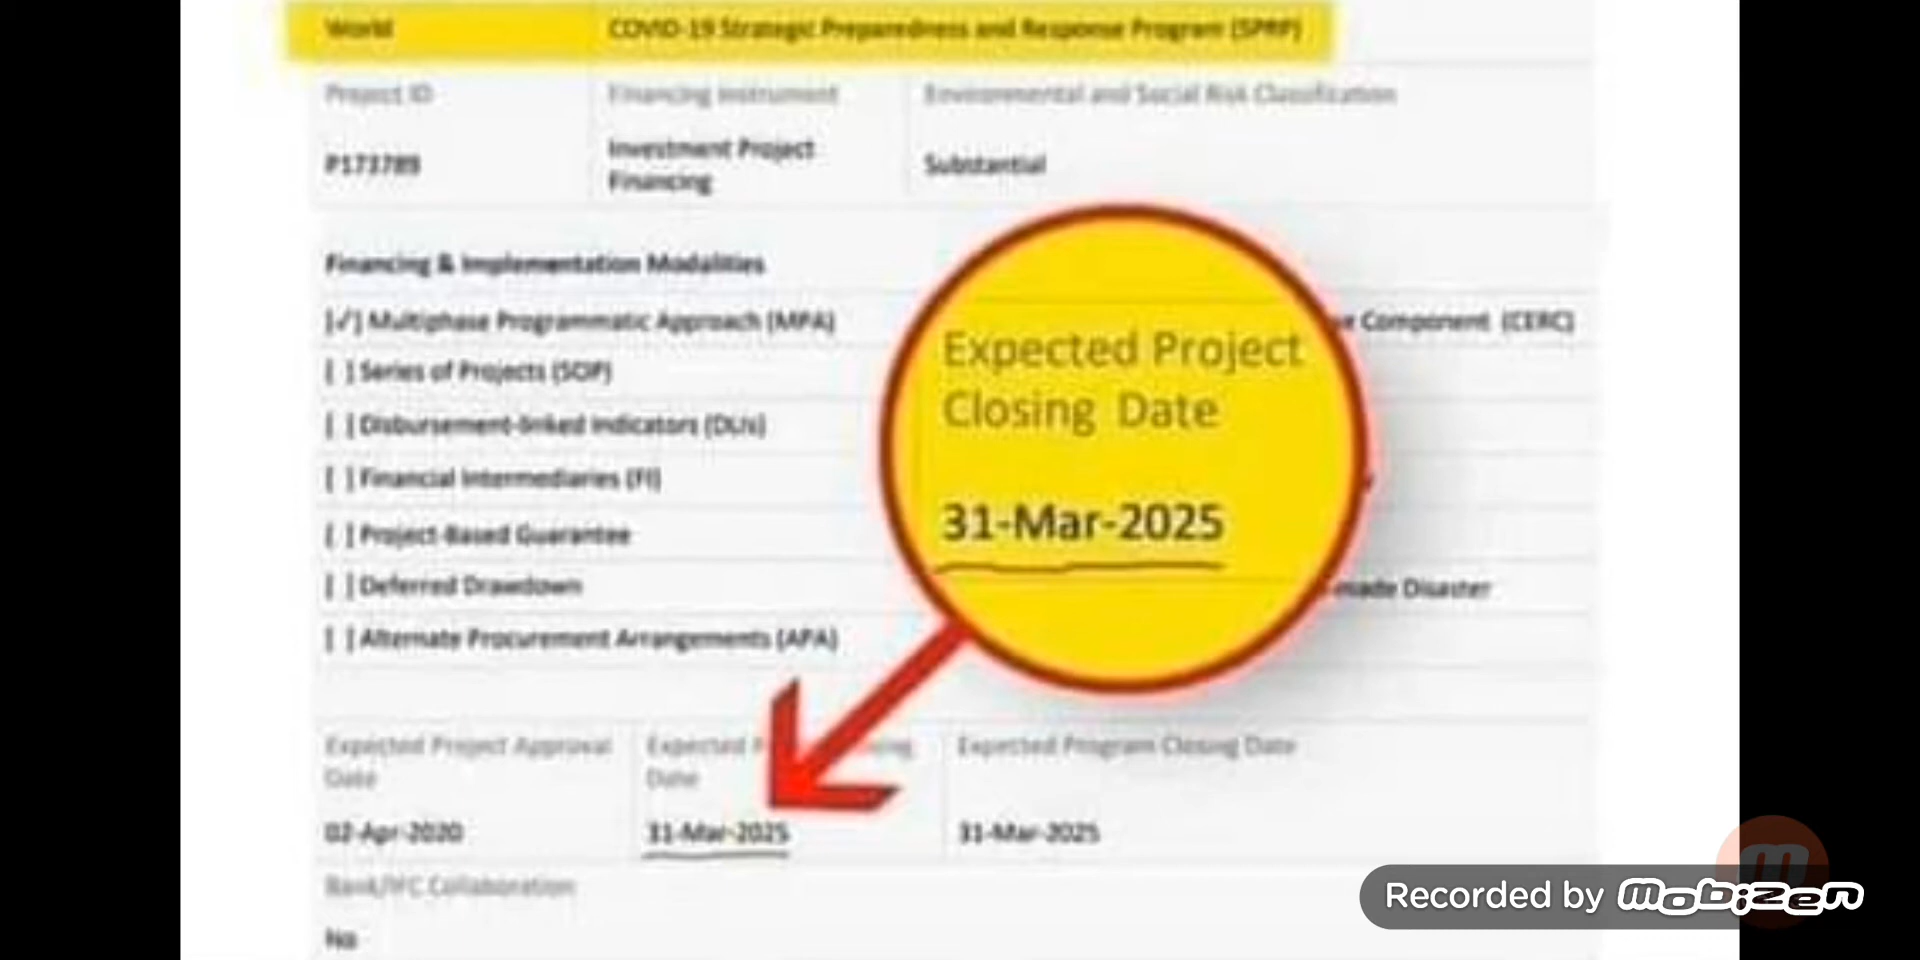 World COVID-19 Strategic Preparedness and Response Program (SPRP)
Project ID Financing Instrument Environmental and Social Risk Classification
P173789 Investment Project Financing Substantial
Financing & Implementation Modalities
[✓] Multiphase Programmatic Approach (MPA) Component (CERC)
[ ] Series of Projects (SOP)
[ ] Disbursement-linked Indicators (DLIs)
[ ] Financial Intermediaries (FI)
[ ] Project-Based Guarantee
[ ] Deferred Drawdown -made Disaster
[ ] Alternate Procurement Arrangements (APA)
Expected Project
Closing Date
31-Mar-2025
Expected Project Approval Expected Expected Program Closing Date
Date Date
02-Apr-2020 31-Mar-2025 31-Mar-2025
Bank/IFC Collaboration
No
Recorded by Mobizen